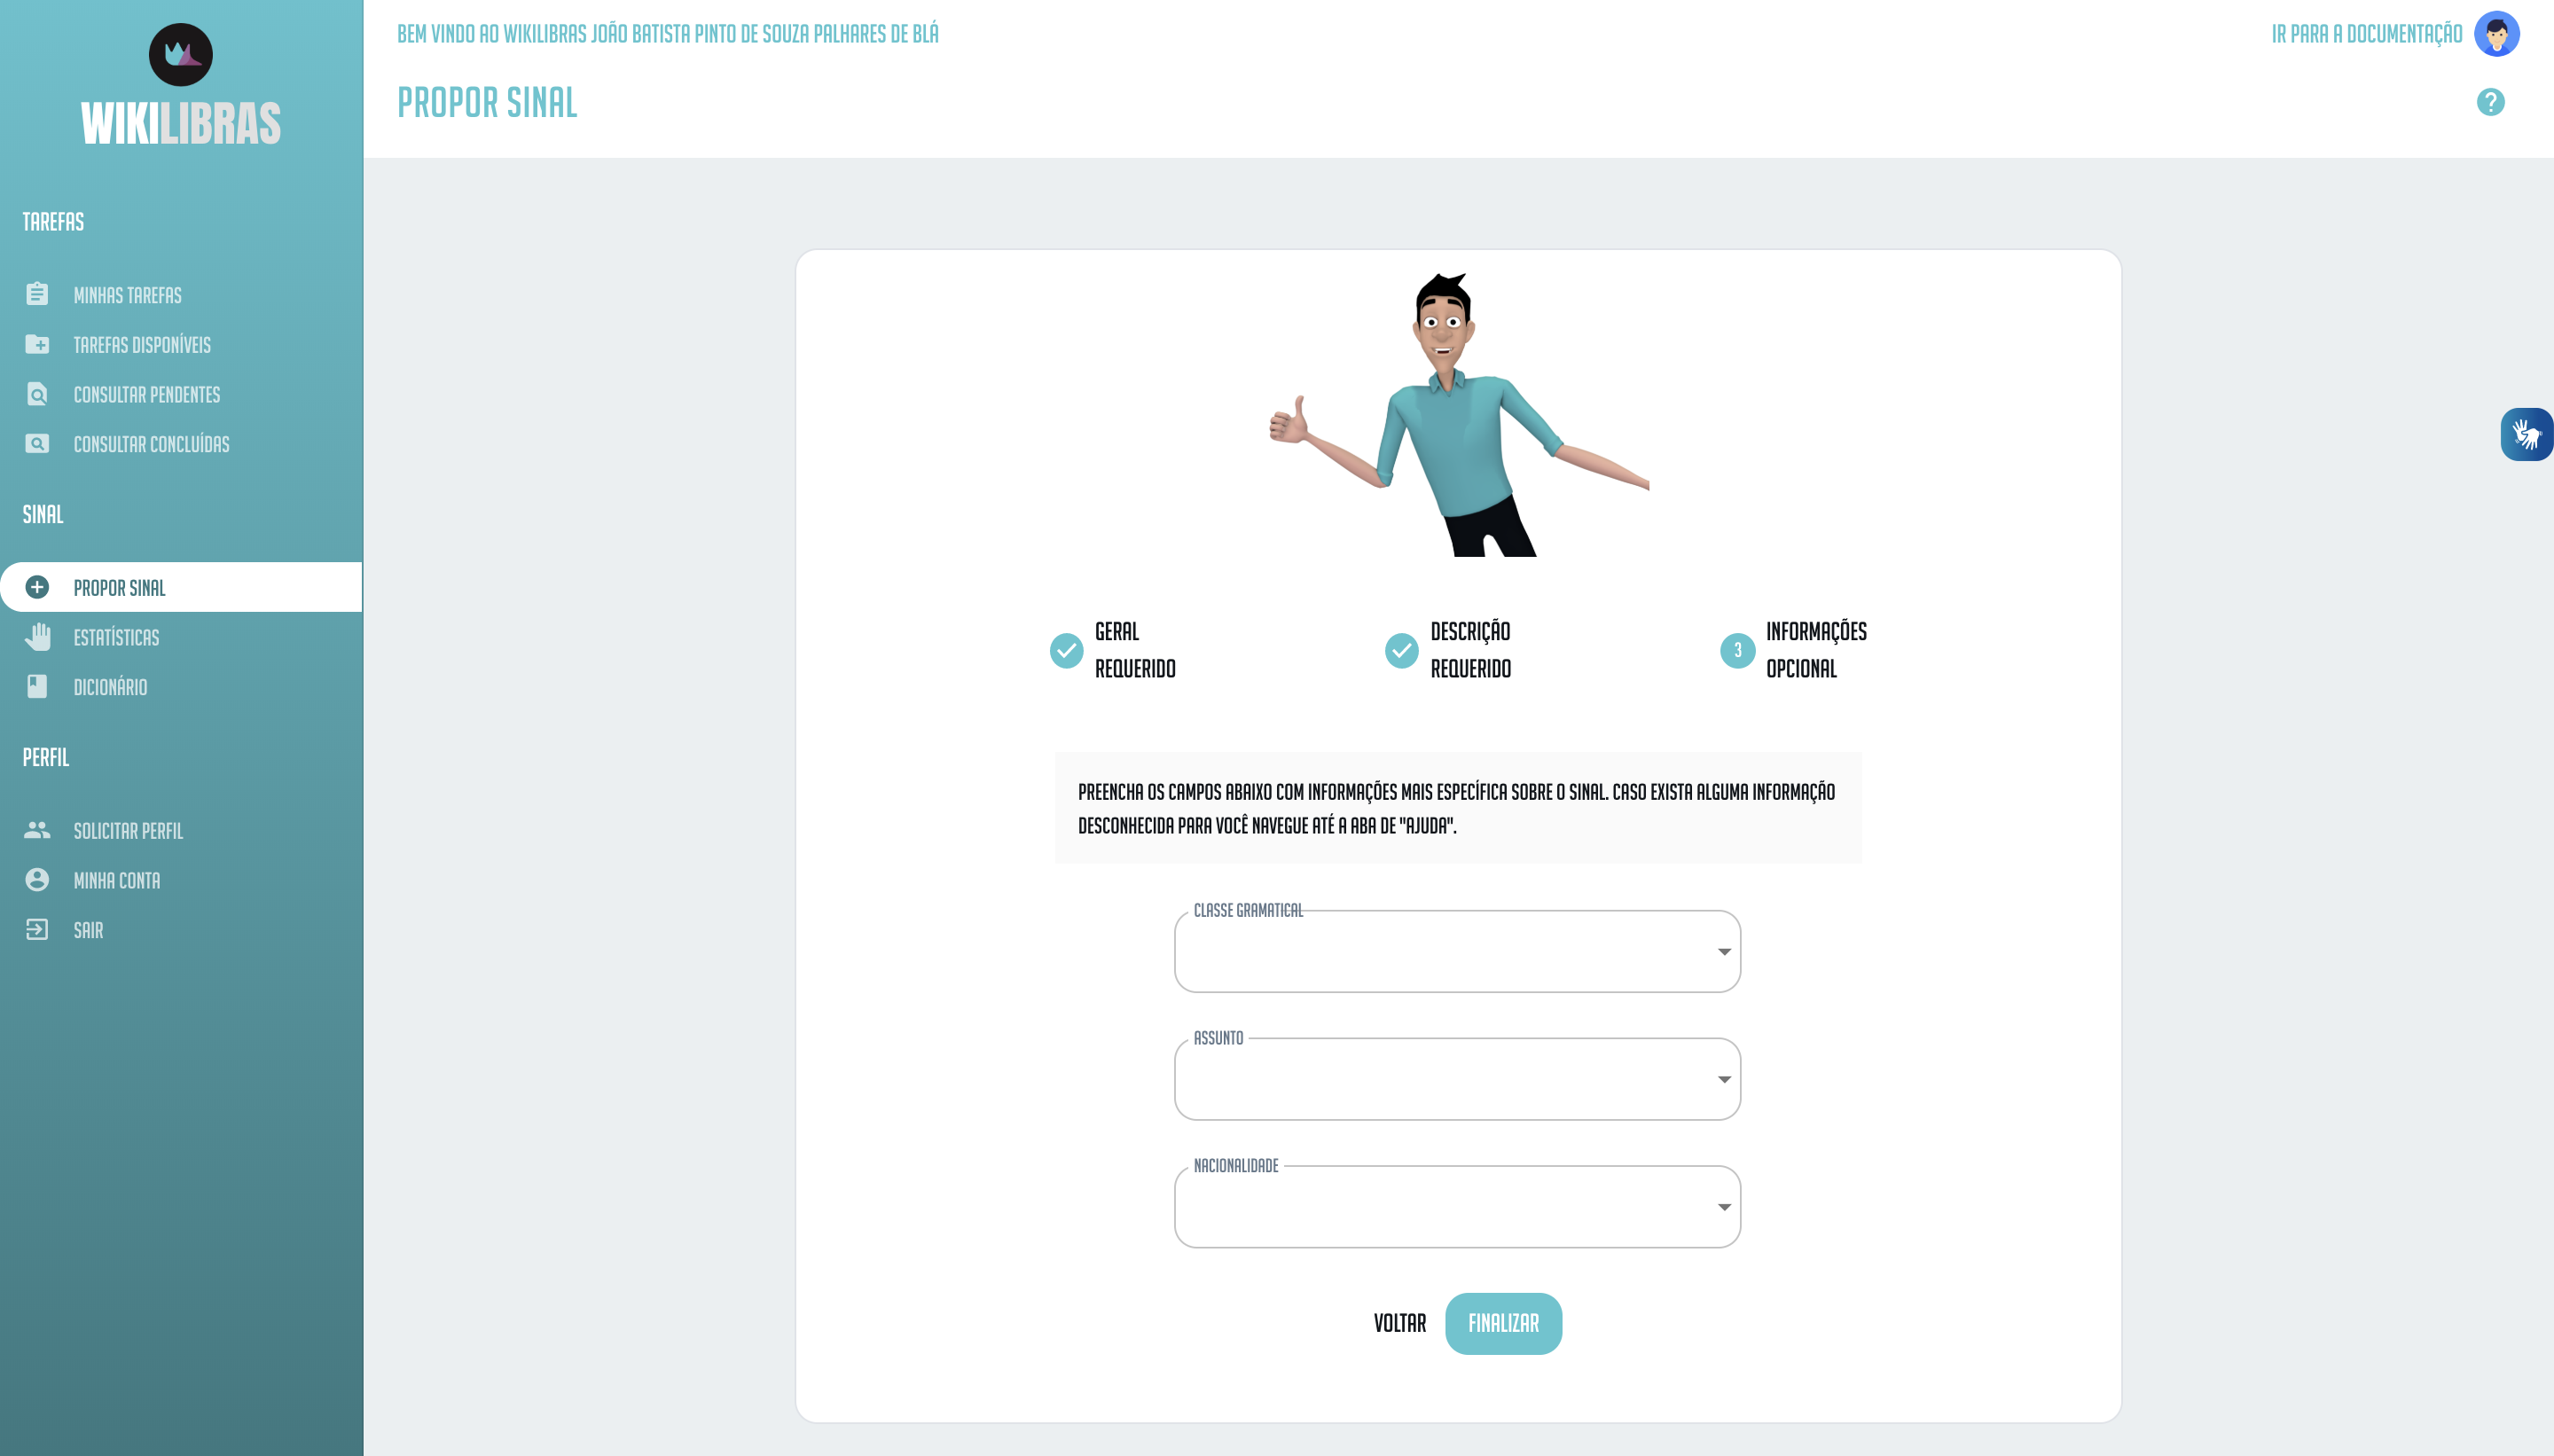 WIKILIBRAS
TAREFAS
MINHAS TAREFAS
TAREFAS DISPONÍVEIS
CONSULTAR PENDENTES
CONSULTAR CONCLUÍDAS
SINAL
PROPOR SINAL
ESTATÍSTICAS
DICIONÁRIO
PERFIL
SOLICITAR PERFIL
MINHA CONTA
SAIR
BEM VINDO AO WIKILIBRAS JOÃO BATISTA PINTO DE SOUZA PALHARES DE BLÁ
IR PARA A DOCUMENTAÇÃO
PROPOR SINAL
?
GERAL
REQUERIDO
DESCRIÇÃO
REQUERIDO
3
INFORMAÇÕES
OPCIONAL
PREENCHA OS CAMPOS ABAIXO COM INFORMAÇÕES MAIS ESPECÍFICA SOBRE O SINAL. CASO EXISTA ALGUMA INFORMAÇÃO
DESCONHECIDA PARA VOCÊ NAVEGUE ATÉ A ABA DE "AJUDA".
CLASSE GRAMATICAL
ASSUNTO
NACIONALIDADE
VOLTAR
FINALIZAR